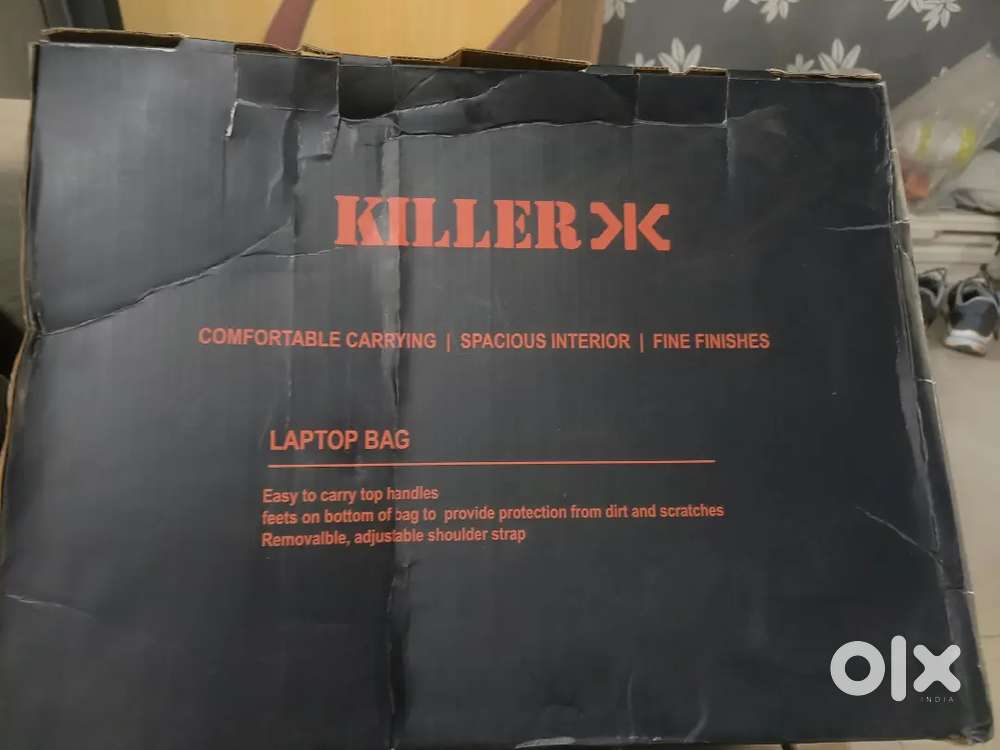 KILLER
COMFORTABLE CARRYING | SPACIOUS INTERIOR | FINE FINISHES
LAPTOP BAG
Easy to carry top handles
feets on bottom of bag to provide protection from dirt and scratches
Removalble, adjustable shoulder strap
olx
INDIA